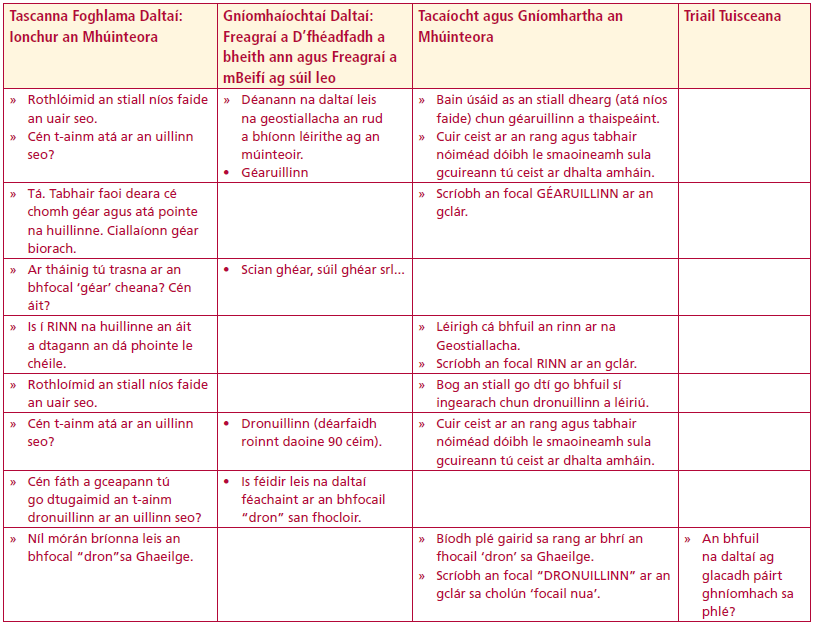 Tascanna Foghlama Daltaí:
Ionchur an Mhúinteora
Gníomhaíochtaí Daltaí:
Freagraí a D'fhéadfadh a
bheith ann agus Freagraí a
mBeifí ag súil leo
Tacaíocht agus Gníomhartha an
Mhúinteora
Triail Tuisceana
» Rothlóimid an stiall níos faide
an uair seo.
» Cén t-ainm atá ar an uillinn
seo?
» Déanann na daltaí leis
na geostiallacha an rud
a bhíonn léirithe ag an
múinteoir.
• Géaruillinn
» Bain úsáid as an stiall dhearg (atá níos
faide) chun géaruillinn a thaispeáint.
» Cuir ceist ar an rang agus tabhair
nóiméad dóibh le smaoineamh sula
gcuireann tú ceist ar dhalta amháin.
» Tá. Tabhair faoi deara cé
chomh géar agus atá pointe
na huillinne. Ciallaíonn géar
biorach.
» Scríobh an focal GÉARUILLINN ar an
gclár.
» Ar tháinig tú trasna ar an
bhfocal 'géar' cheana? Cén
áit?
• Scian ghéar, súil ghéar srl...
» Is í RINN na huillinne an áit
a dtagann an dá phointe le
chéile.
» Léirigh cá bhfuil an rinn ar na
Geostiallacha.
» Scríobh an focal RINN ar an gclár.
» Rothloímid an stiall níos faide
an uair seo.
» Bog an stiall go dtí go bhfuil sí
ingearach chun dronuillinn a léiriú.
» Cén t-ainm atá ar an uillinn
seo?
• Dronuillinn (déarfaidh
roinnt daoine 90 céim).
» Cuir ceist ar an rang agus tabhair
nóiméad dóibh le smaoineamh sula
gcuireann tú ceist ar dhalta amháin.
» Cén fáth a gceapann tú
go dtugaimid an t-ainm
dronuillinn ar an uillinn seo?
• Is féidir leis na daltaí
féachaint ar an bhfocail
"dron" san fhocloir.
» Níl mórán bríonna leis an
bhfocal "dron"sa Ghaeilge.
» Bíodh plé gairid sa rang ar bhrí an
fhocail 'dron' sa Ghaeilge.
» Scríobh an focal "DRONUILLINN" ar an
gclár sa cholún 'focail nua'.
» An bhfuil
na daltaí ag
glacadh páirt
ghníomhach sa
phlé?